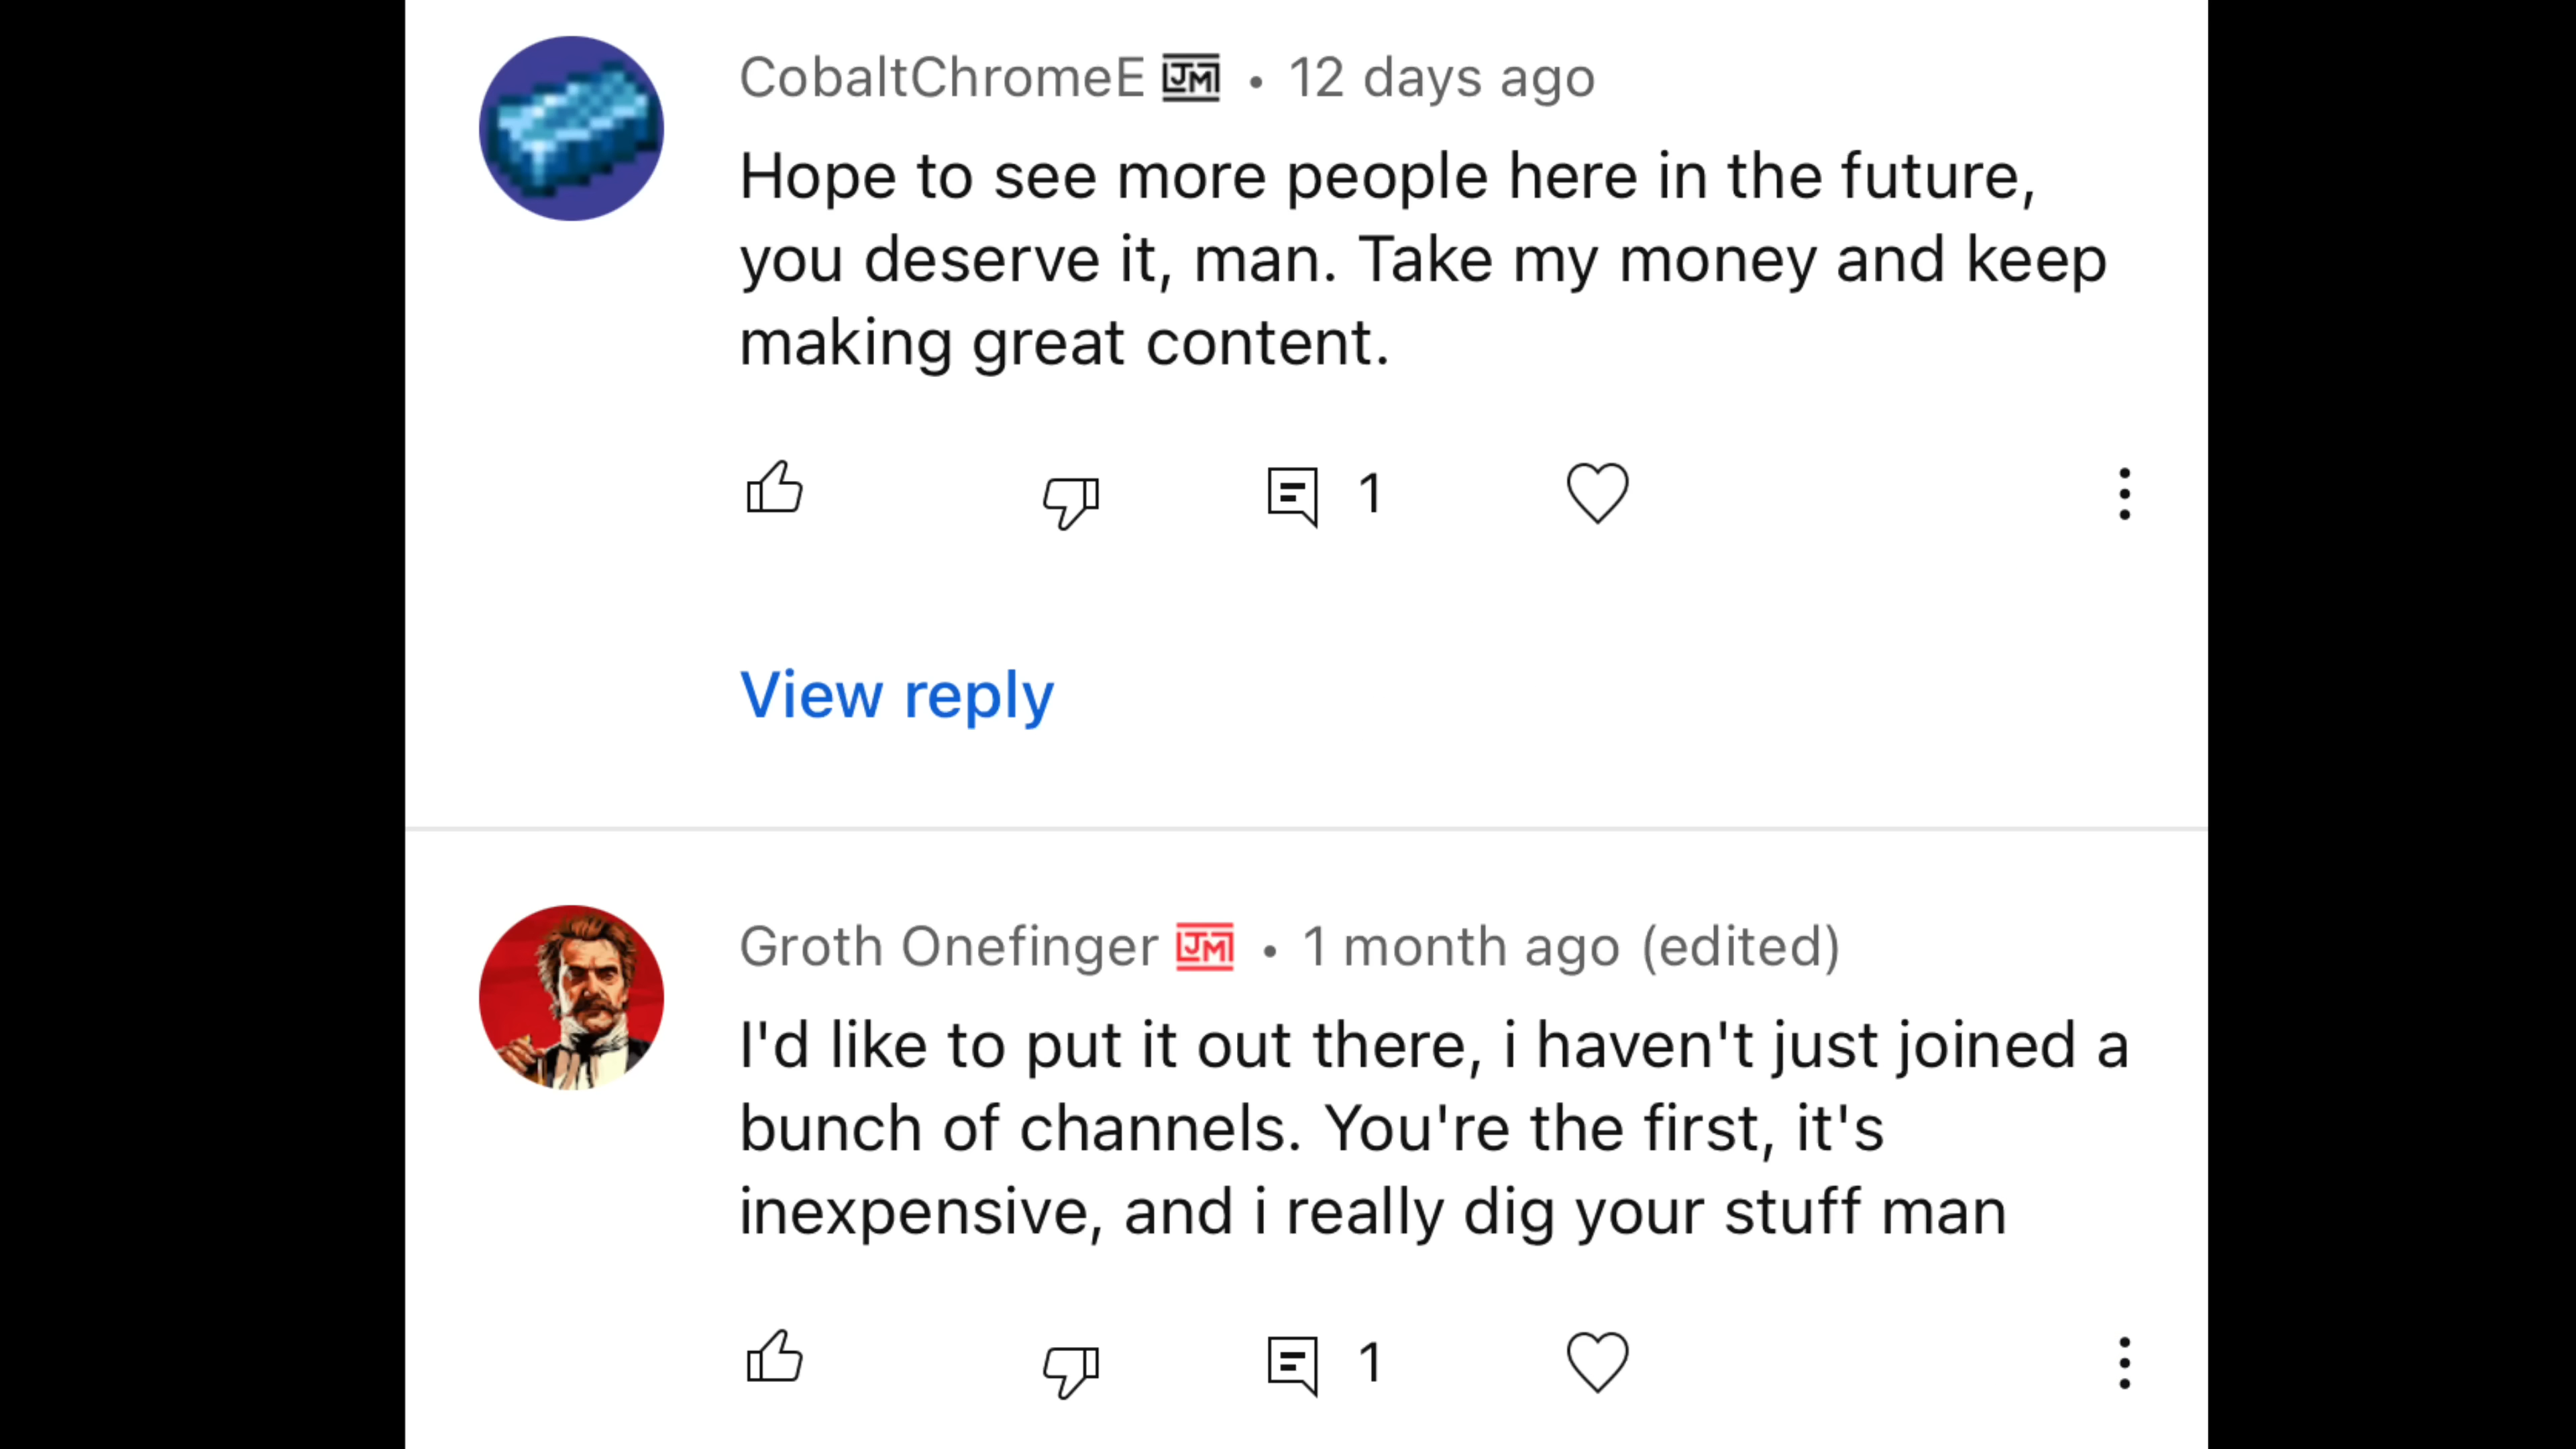 CobaltChromeE JM • 12 days ago
Hope to see more people here in the future,
you deserve it, man. Take my money and keep
making great content.
1
View reply
Groth Onefinger JM • 1 month ago (edited)
I'd like to put it out there, i haven't just joined a
bunch of channels. You're the first, it's
inexpensive, and i really dig your stuff man
1